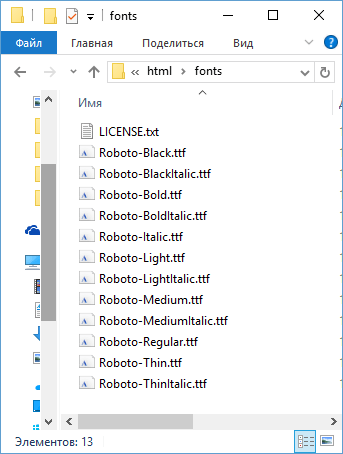 fonts
Файл Главная Поделиться Вид
« html › fonts
Имя
LICENSE.txt
Roboto-Black.ttf
Roboto-BlackItalic.ttf
Roboto-Bold.ttf
Roboto-BoldItalic.ttf
Roboto-Italic.ttf
Roboto-Light.ttf
Roboto-LightItalic.ttf
Roboto-Medium.ttf
Roboto-MediumItalic.ttf
Roboto-Regular.ttf
Roboto-Thin.ttf
Roboto-ThinItalic.ttf
Элементов: 13